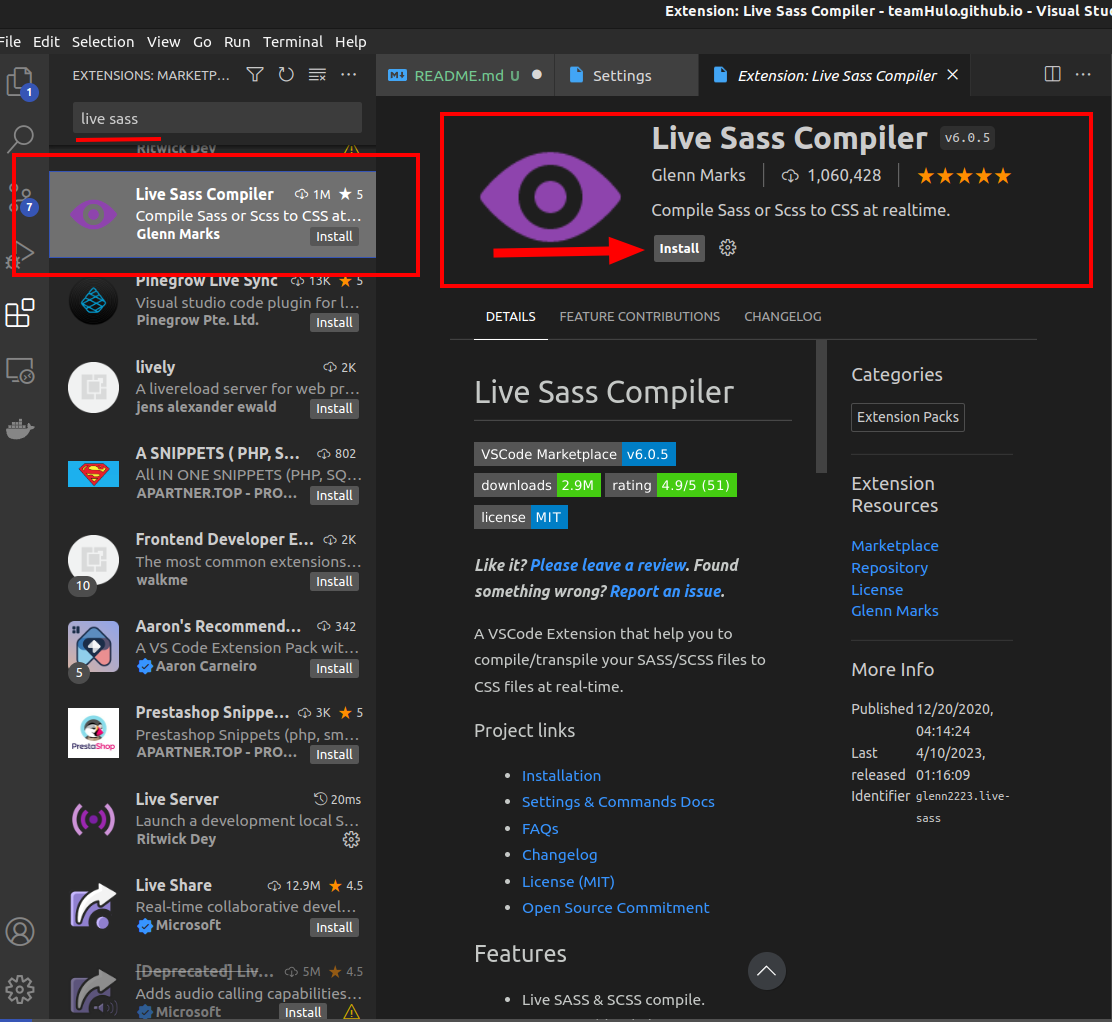 Extension: Live Sass Compiler - teamHulo.github.io - Visual Stu
File Edit Selection View Go Run Terminal Help
EXTENSIONS: MARKETP...
README.md U
Settings
Extension: Live Sass Compiler
1
live sass
Ritwick Dev
Live Sass Compiler 1M 5
Compile Sass or Scss to CSS at...
Glenn Marks
Install
7
Pinegrow Live Sync 13K 5
Visual studio code plugin for l...
Pinegrow Pte. Ltd.
Install
lively 2K
A livereload server for web pr...
jens alexander ewald
Install
A SNIPPETS ( PHP, S... 802
All IN ONE SNIPPETS (PHP, SQ...
APARTNER.TOP - PRO...
Install
Frontend Developer E... 2K
The most common extensions...
walkme
Install
10
Aaron's Recommend... 342
A VS Code Extension Pack wit...
Aaron Carneiro
Install
5
Prestashop Snippe... 3K 5
Prestashop Snippets (php, sm...
APARTNER.TOP - PRO...
Install
PrestaShop
Live Server 20ms
Launch a development local S...
Ritwick Dey
Live Share 12.9M 4.5
Real-time collaborative devel...
Microsoft
Install
[Deprecated] Liv... 5M 4.5
Adds audio calling capabilities...
Microsoft
Install
Live Sass Compiler v6.0.5
Glenn Marks 1,060,428
Compile Sass or Scss to CSS at realtime.
Install
DETAILS FEATURE CONTRIBUTIONS CHANGELOG
Live Sass Compiler
VSCode Marketplace v6.0.5
downloads 2.9M rating 4.9/5 (51)
license MIT
Like it? Please leave a review. Found
something wrong? Report an issue.
A VSCode Extension that help you to
compile/transpile your SASS/SCSS files to
CSS files at real-time.
Project links
Installation
Settings & Commands Docs
FAQs
Changelog
License (MIT)
Open Source Commitment
Features
Live SASS & SCSS compile.
Categories
Extension Packs
Extension
Resources
Marketplace
Repository
License
Glenn Marks
More Info
Published 12/20/2020,
04:14:24
Last 4/10/2023,
released 01:16:09
Identifier glenn2223.live-
sass